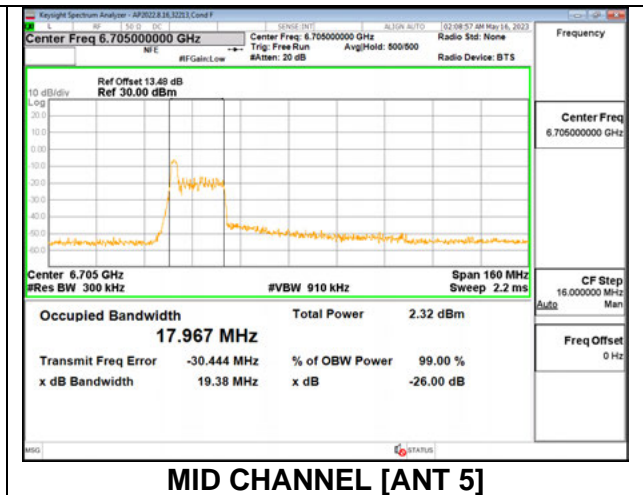 Keysight Spectrum Analyzer - AP2022.8.16,32213,Cond F
L RF 50 Ω DC SENSE:INT ALIGN AUTO 02:08:57 AM May 16, 2023
Center Freq 6.705000000 GHz Center Freq: 6.705000000 GHz Radio Std: None Frequency
NFE Trig: Free Run Avg|Hold: 500/500
#IFGain:Low #Atten: 20 dB Radio Device: BTS
Ref Offset 13.49 dB
10 dB/div Ref 30.00 dBm
Log
20.0
10.0
0.00
-10.0
-20.0
-30.0
-40.0
-50.0
-60.0
Center Freq
6.705000000 GHz
Center 6.705 GHz Span 160 MHz
#Res BW 300 kHz #VBW 910 kHz Sweep 2.2 ms
CF Step
16.000000 MHz
Auto Man
Freq Offset
0 Hz
Occupied Bandwidth Total Power 2.32 dBm
17.967 MHz
Transmit Freq Error -30.444 MHz % of OBW Power 99.00 %
x dB Bandwidth 19.38 MHz x dB -26.00 dB
MSG STATUS
MID CHANNEL [ANT 5]